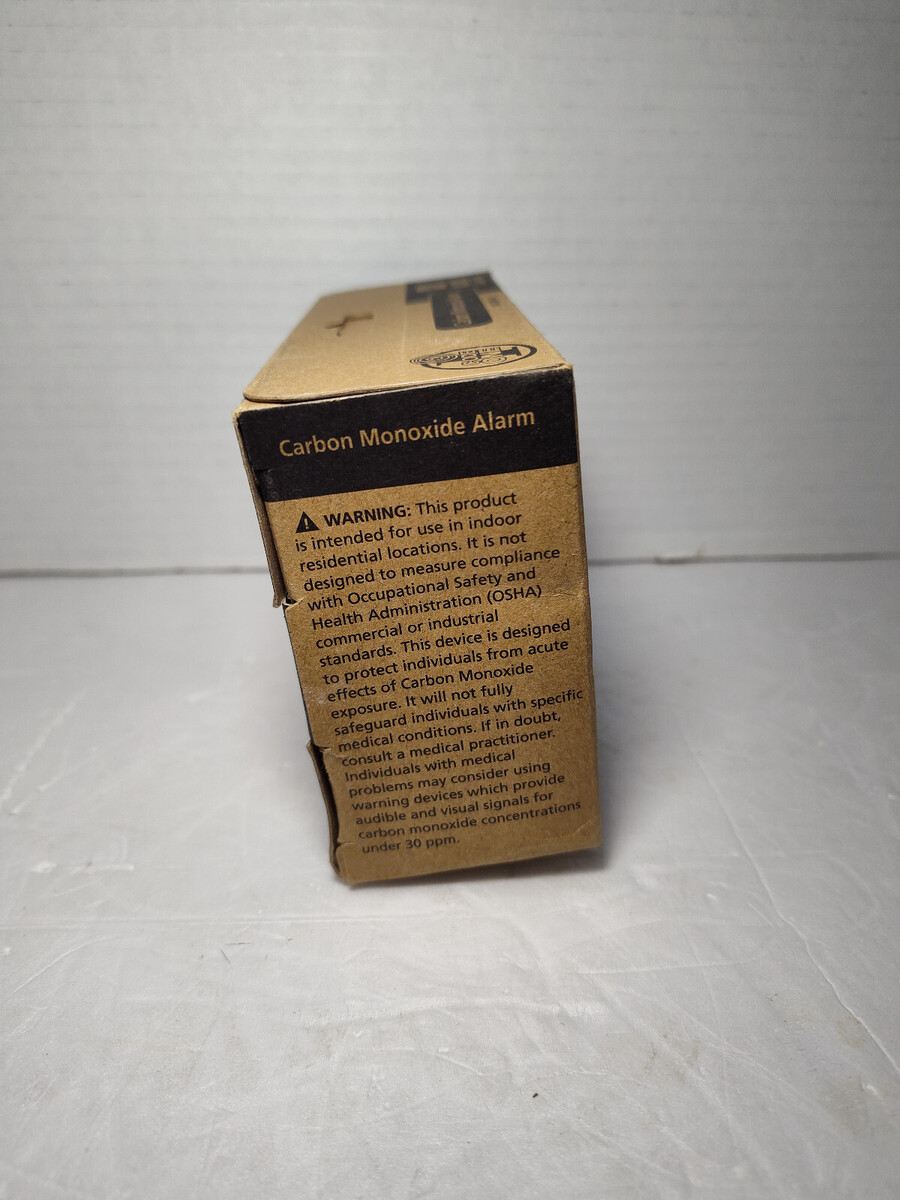 Carbon Monoxide Alarm
WARNING: This product
is intended for use in indoor
residential locations. It is not
designed to measure compliance
with Occupational Safety and
Health Administration (OSHA)
commercial or industrial
standards. This device is designed
to protect individuals from acute
effects of Carbon Monoxide
exposure. It will not fully
safeguard individuals with specific
medical conditions. If in doubt,
consult a medical practitioner.
Individuals with medical
problems may consider using
warning devices which provide
audible and visual signals for
carbon monoxide concentrations
under 30 ppm.